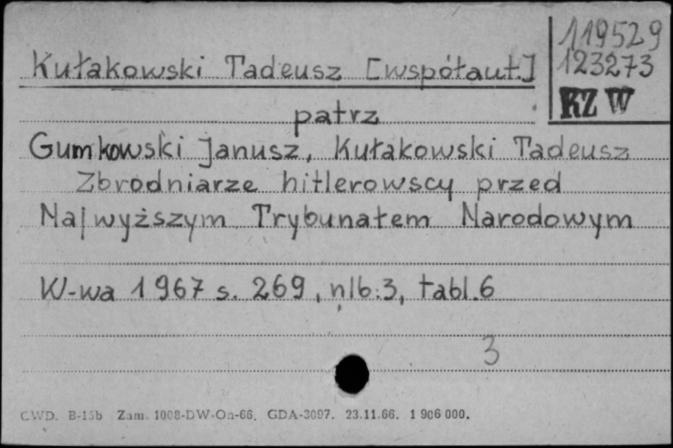 119529
Kułakowski Tadeusz [współaut.]
123273
KZ W
patrz
Gumkowski Janusz, Kułakowski Tadeusz
Zbrodniarze hitlerowscy przed
Najwyższym Trybunałem Narodowym
W-wa 1967 s. 269, nlb. 3, tabl. 6
3
CWD. B-15b Zam. 1008-DW-On-66. GDA-3097. 23.11.66. 1 906 000.